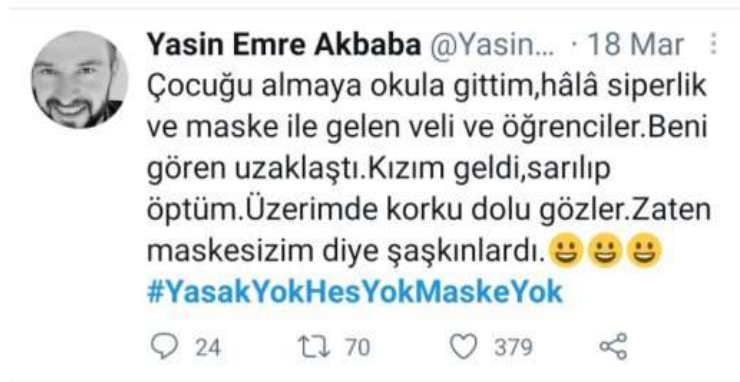 Yasin Emre Akbaba @Yasin... · 18 Mar
Çocuğu almaya okula gittim,hâlâ siperlik
ve maske ile gelen veli ve öğrenciler.Beni
gören uzaklaştı.Kızım geldi,sarılıp
öptüm.Üzerimde korku dolu gözler.Zaten
maskesizim diye şaşkınlardı.😀😀😀
#YasakYokHesYokMaskeYok
24 70 379